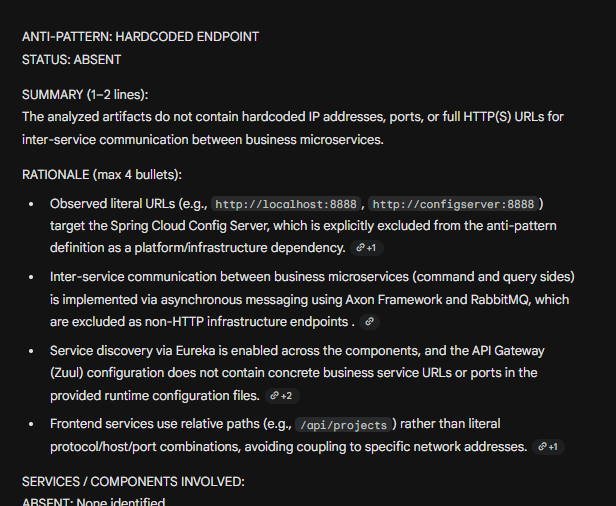 ANTI-PATTERN: HARDCODED ENDPOINT
STATUS: ABSENT
SUMMARY (1–2 lines):
The analyzed artifacts do not contain hardcoded IP addresses, ports, or full HTTP(S) URLs for
inter-service communication between business microservices.
RATIONALE (max 4 bullets):
• Observed literal URLs (e.g., http://localhost:8888, http://configserver:8888 )
target the Spring Cloud Config Server, which is explicitly excluded from the anti-pattern
definition as a platform/infrastructure dependency. +1
• Inter-service communication between business microservices (command and query sides)
is implemented via asynchronous messaging using Axon Framework and RabbitMQ, which
are excluded as non-HTTP infrastructure endpoints .
• Service discovery via Eureka is enabled across the components, and the API Gateway
(Zuul) configuration does not contain concrete business service URLs or ports in the
provided runtime configuration files. +2
• Frontend services use relative paths (e.g., /api/projects ) rather than literal
protocol/host/port combinations, avoiding coupling to specific network addresses. +1
SERVICES / COMPONENTS INVOLVED:
ABSENT: None identified